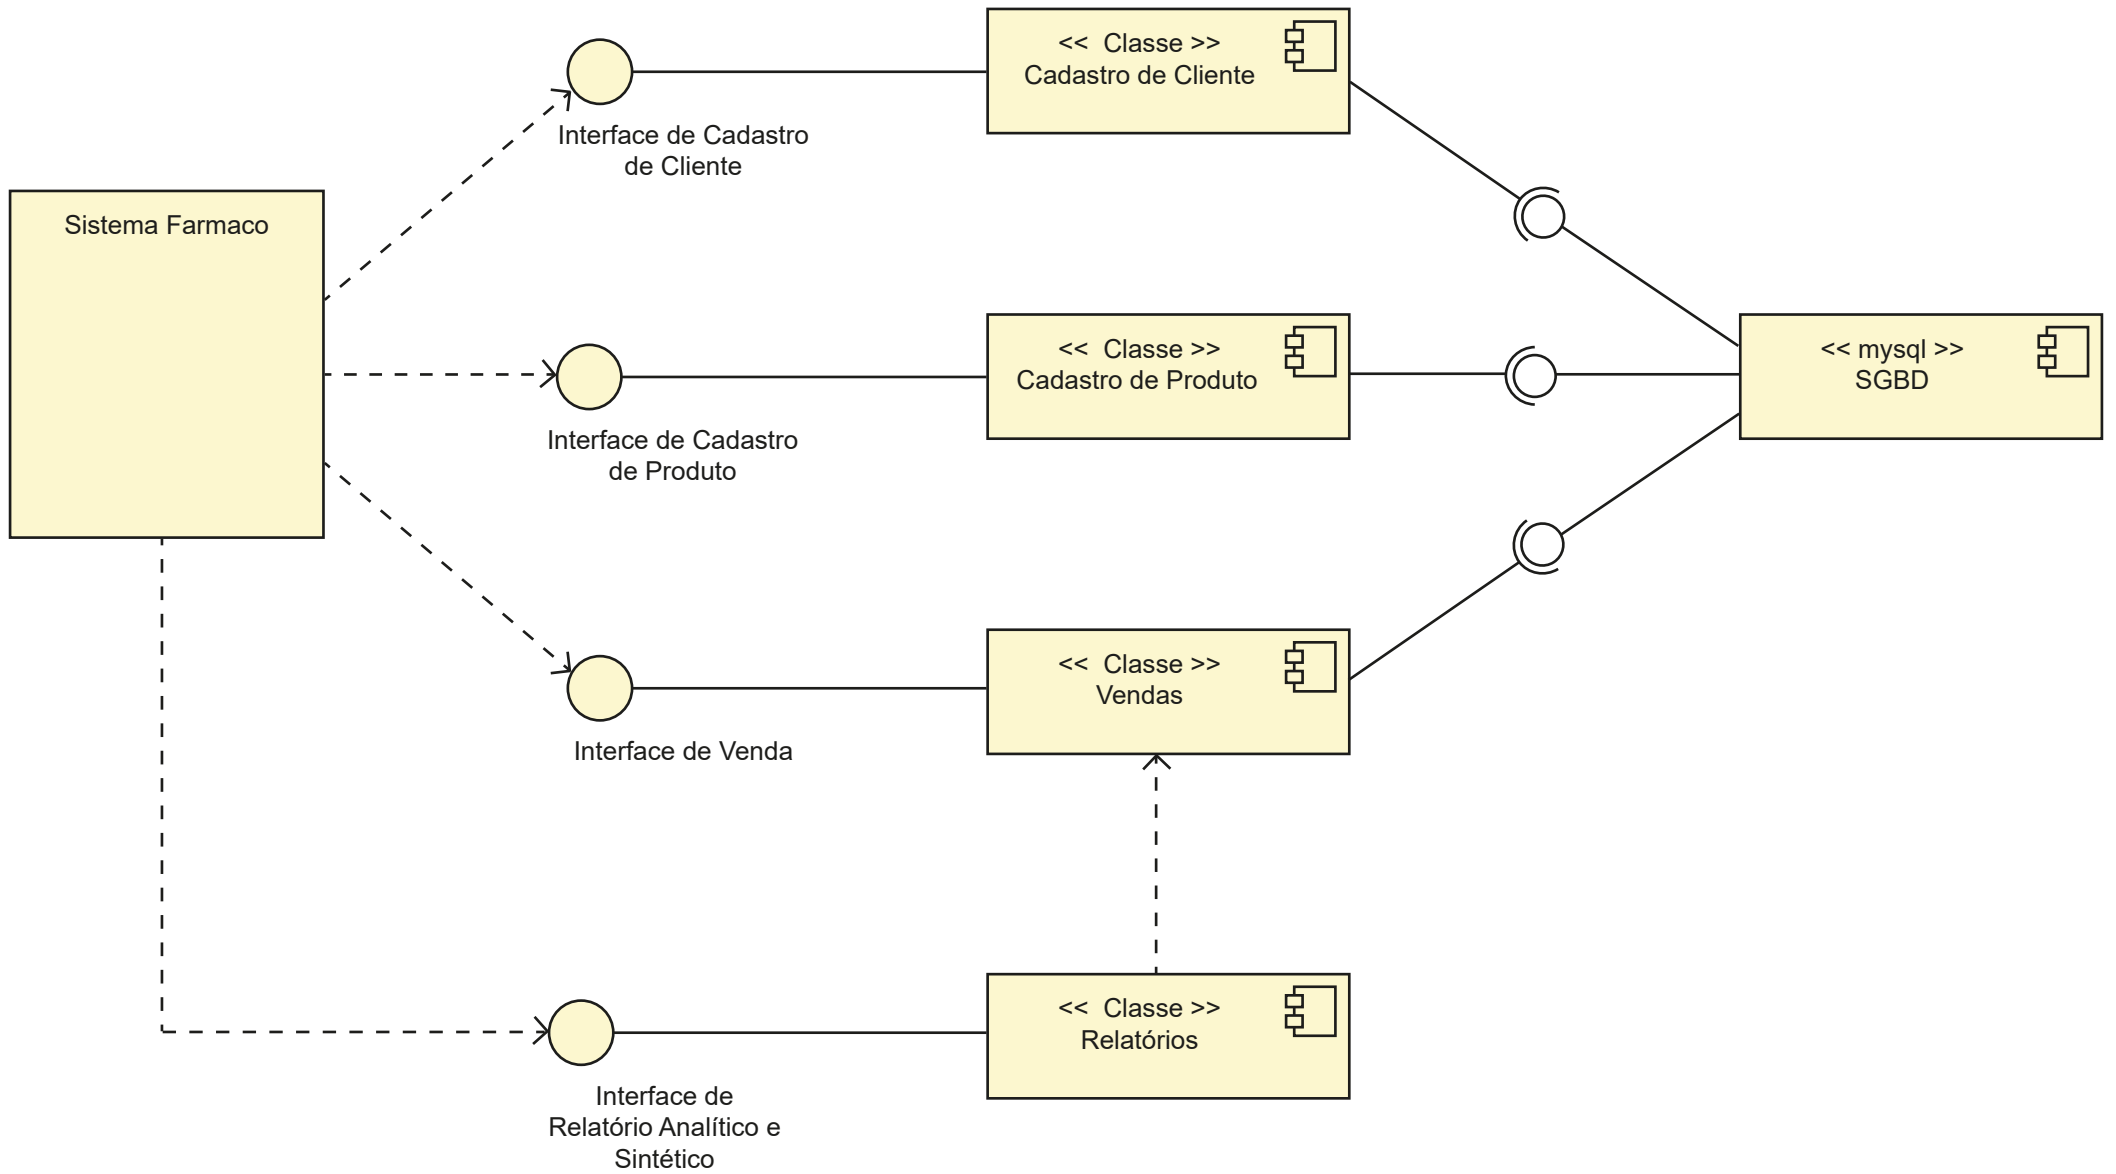 << Classe >>
Cadastro de Cliente
Interface de Cadastro
de Cliente
Sistema Farmaco
<< Classe >>
Cadastro de Produto
<< mysql >>
SGBD
Interface de Cadastro
de Produto
<< Classe >>
Vendas
Interface de Venda
<< Classe >>
Relatórios
Interface de
Relatório Analítico e
Sintético